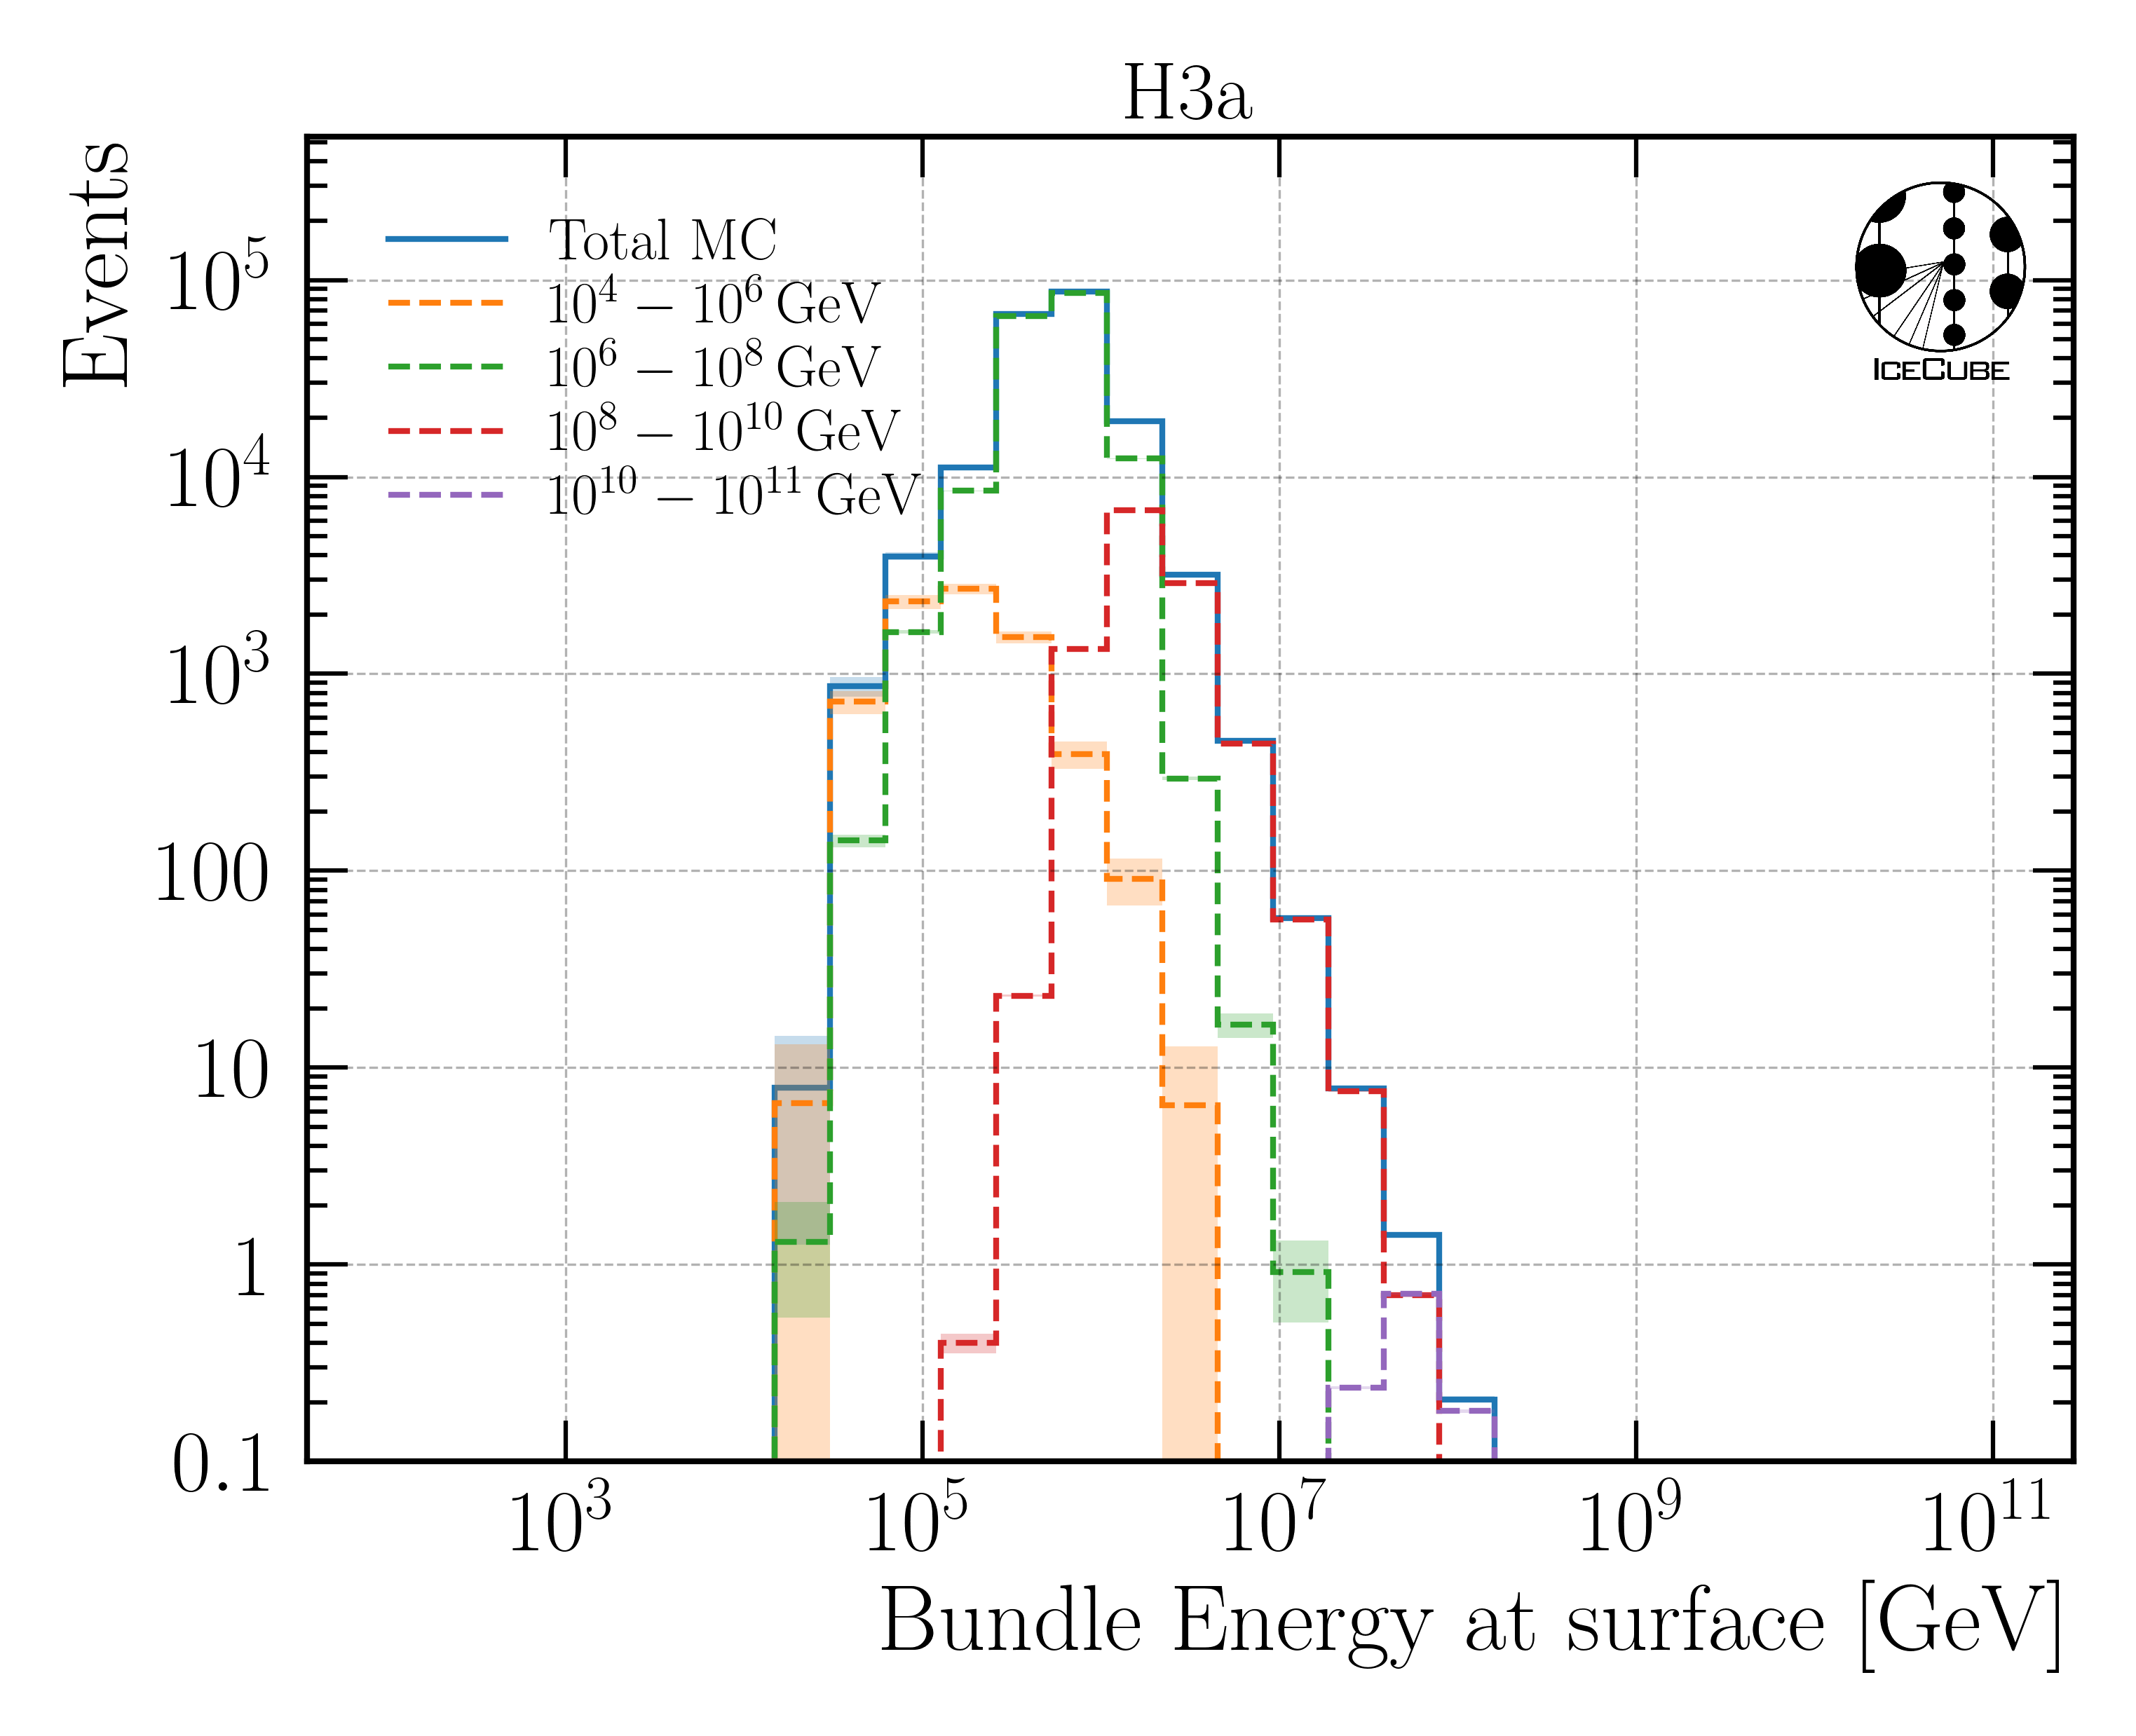 H3a
Events
Total MC
10⁴ − 10⁶ GeV
10⁶ − 10⁸ GeV
10⁸ − 10¹⁰ GeV
10¹⁰ − 10¹¹ GeV
ICECUBE
10⁵
10⁴
10³
100
10
1
0.1
10³ 10⁵ 10⁷ 10⁹ 10¹¹
Bundle Energy at surface [GeV]